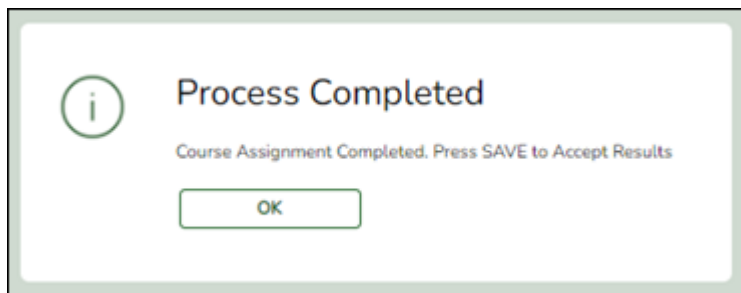 Process Completed
Course Assignment Completed. Press SAVE to Accept Results
OK